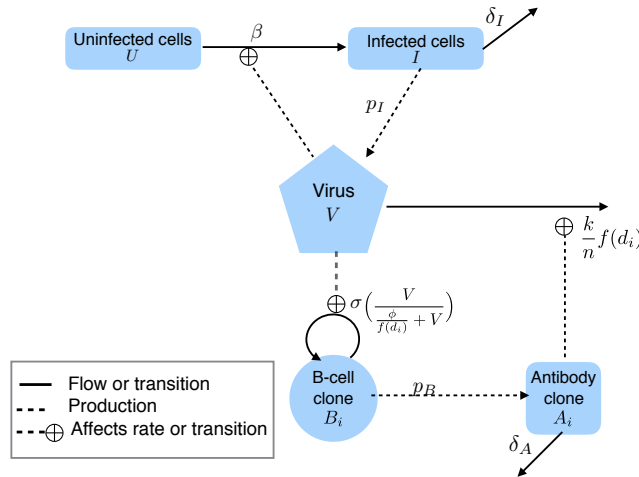 Uninfected cells
U
β
Infected cells
I
δ_I
p_I
Virus
V
k/n f(d_i)
σ(V / (φ/f(d_i) + V))
B-cell
clone
B_i
p_B
Antibody
clone
A_i
δ_A
Flow or transition
Production
Affects rate or transition